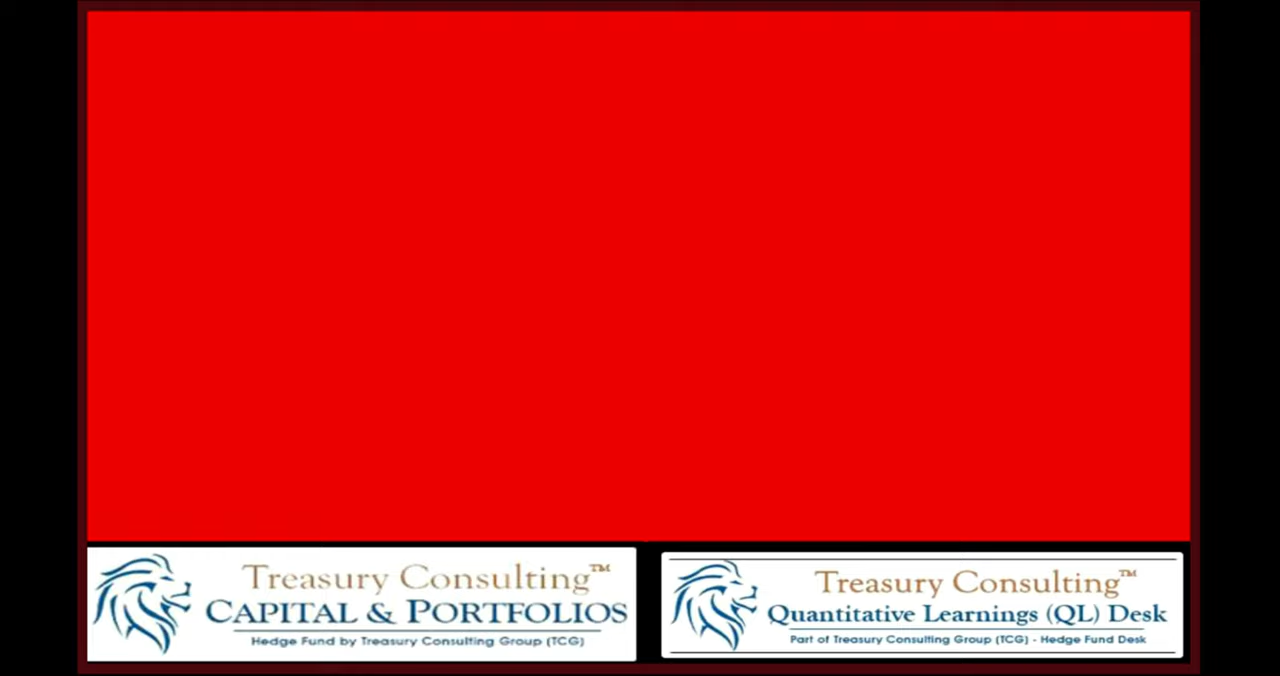 Treasury Consulting™
CAPITAL & PORTFOLIOS
Hedge Fund by Treasury Consulting Group (TCG)
Treasury Consulting™
Quantitative Learnings (QL) Desk
Part of Treasury Consulting Group (TCG) - Hedge Fund Desk